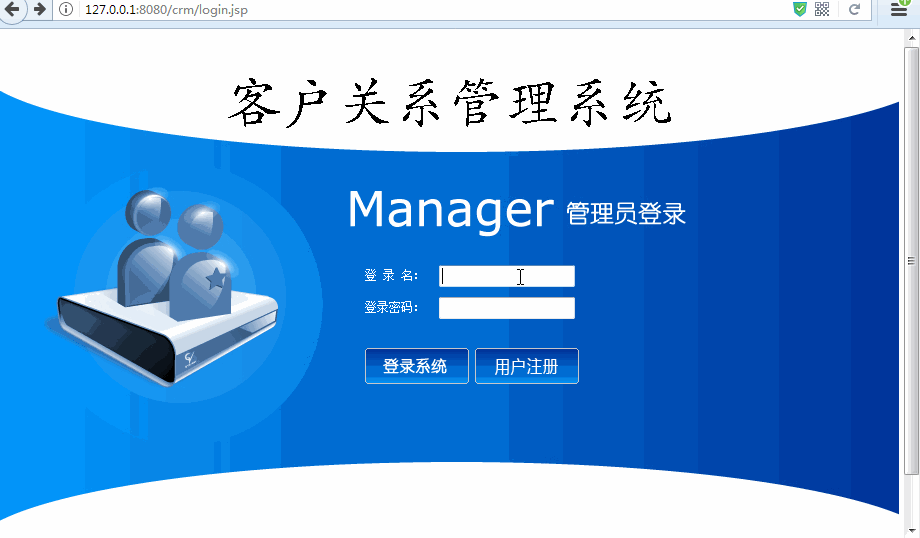 127.0.0.1:8080/crm/login.jsp
客户关系管理系统
Manager 管理员登录
登 录 名：
登录密码：
登录系统 用户注册